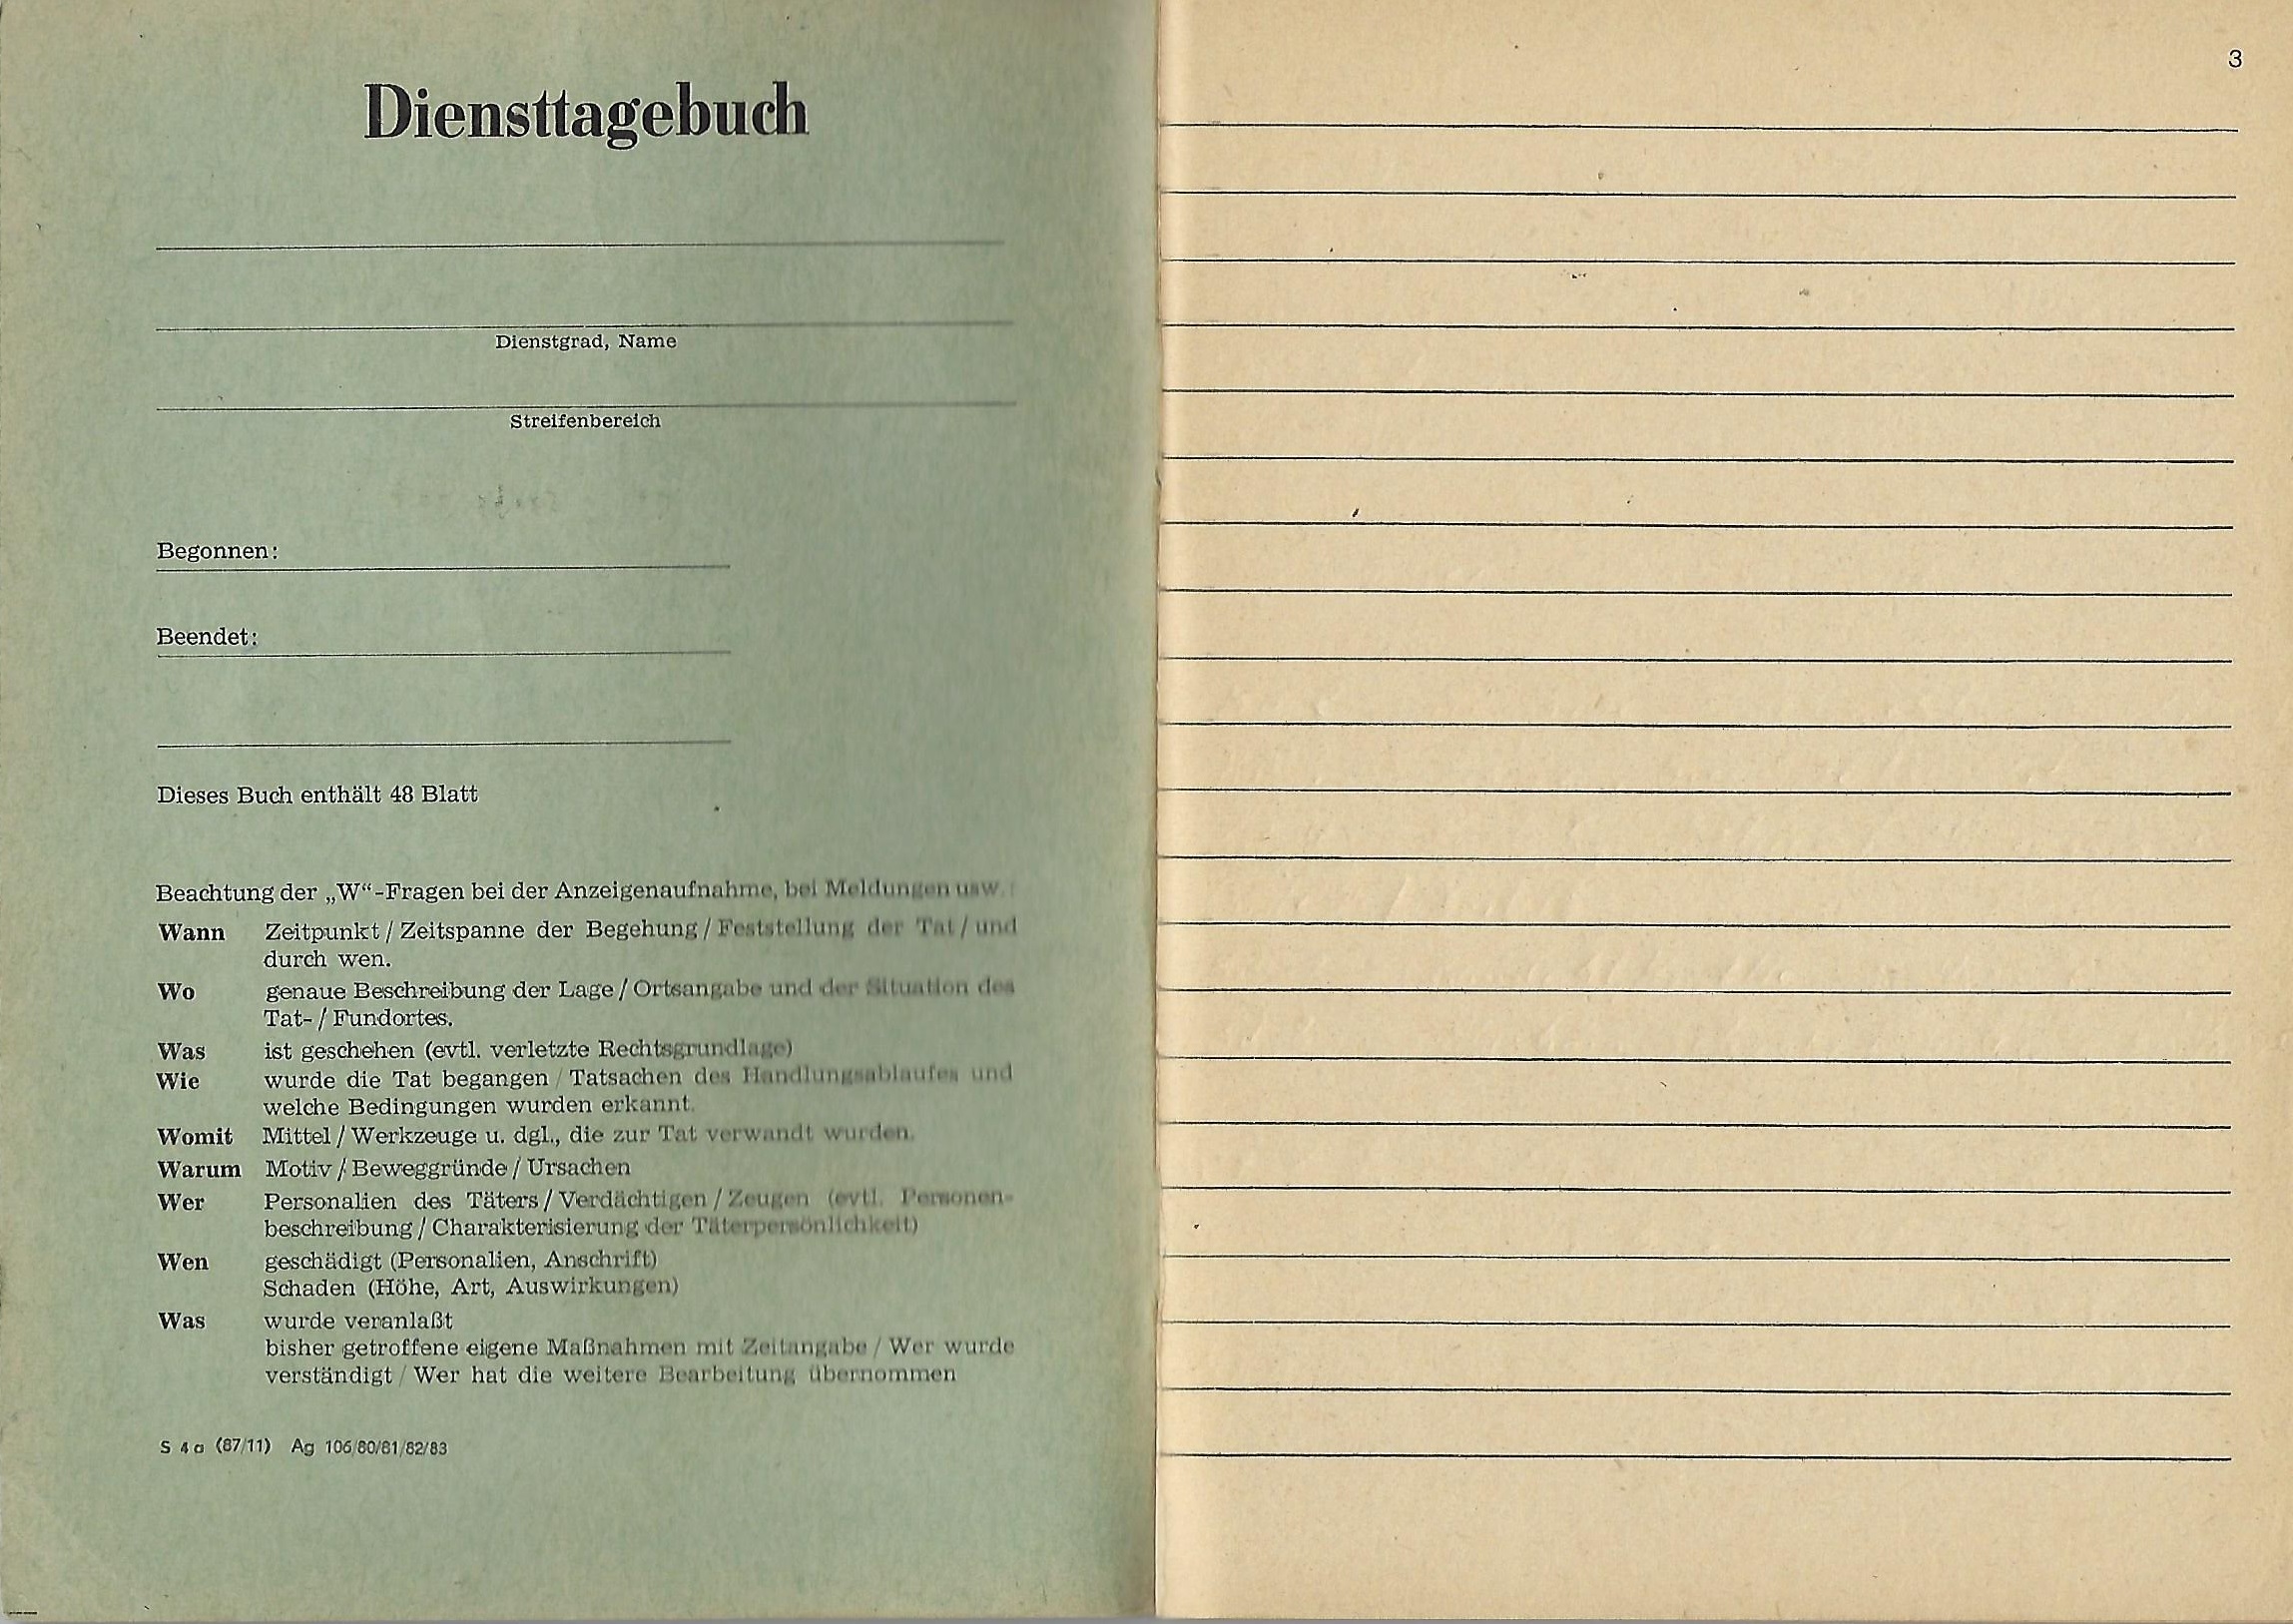 Diensttagebuch
Dienstgrad, Name
Streifenbereich
Begonnen:
Beendet:
Dieses Buch enthält 48 Blatt
Beachtung der „W“-Fragen bei der Anzeigenaufnahme, bei Meldungen usw.
Wann Zeitpunkt / Zeitspanne der Begehung / Feststellung der Tat / und
durch wen.
Wo genaue Beschreibung der Lage / Ortsangabe und der Situation des
Tat- / Fundortes.
Was ist geschehen (evtl. verletzte Rechtsgrundlage)
Wie wurde die Tat begangen / Tatsachen des Handlungsablaufes und
welche Bedingungen wurden erkannt.
Womit Mittel / Werkzeuge u. dgl., die zur Tat verwandt wurden.
Warum Motiv / Beweggründe / Ursachen
Wer Personalien des Täters / Verdächtigen / Zeugen (evtl. Personen-
beschreibung / Charakterisierung der Täterpersönlichkeit)
Wen geschädigt (Personalien, Anschrift)
Schaden (Höhe, Art, Auswirkungen)
Was wurde veranlaßt
bisher getroffene eigene Maßnahmen mit Zeitangabe / Wer wurde
verständigt / Wer hat die weitere Bearbeitung übernommen
S 4 a (87/11) Ag 106/80/81/82/83
3